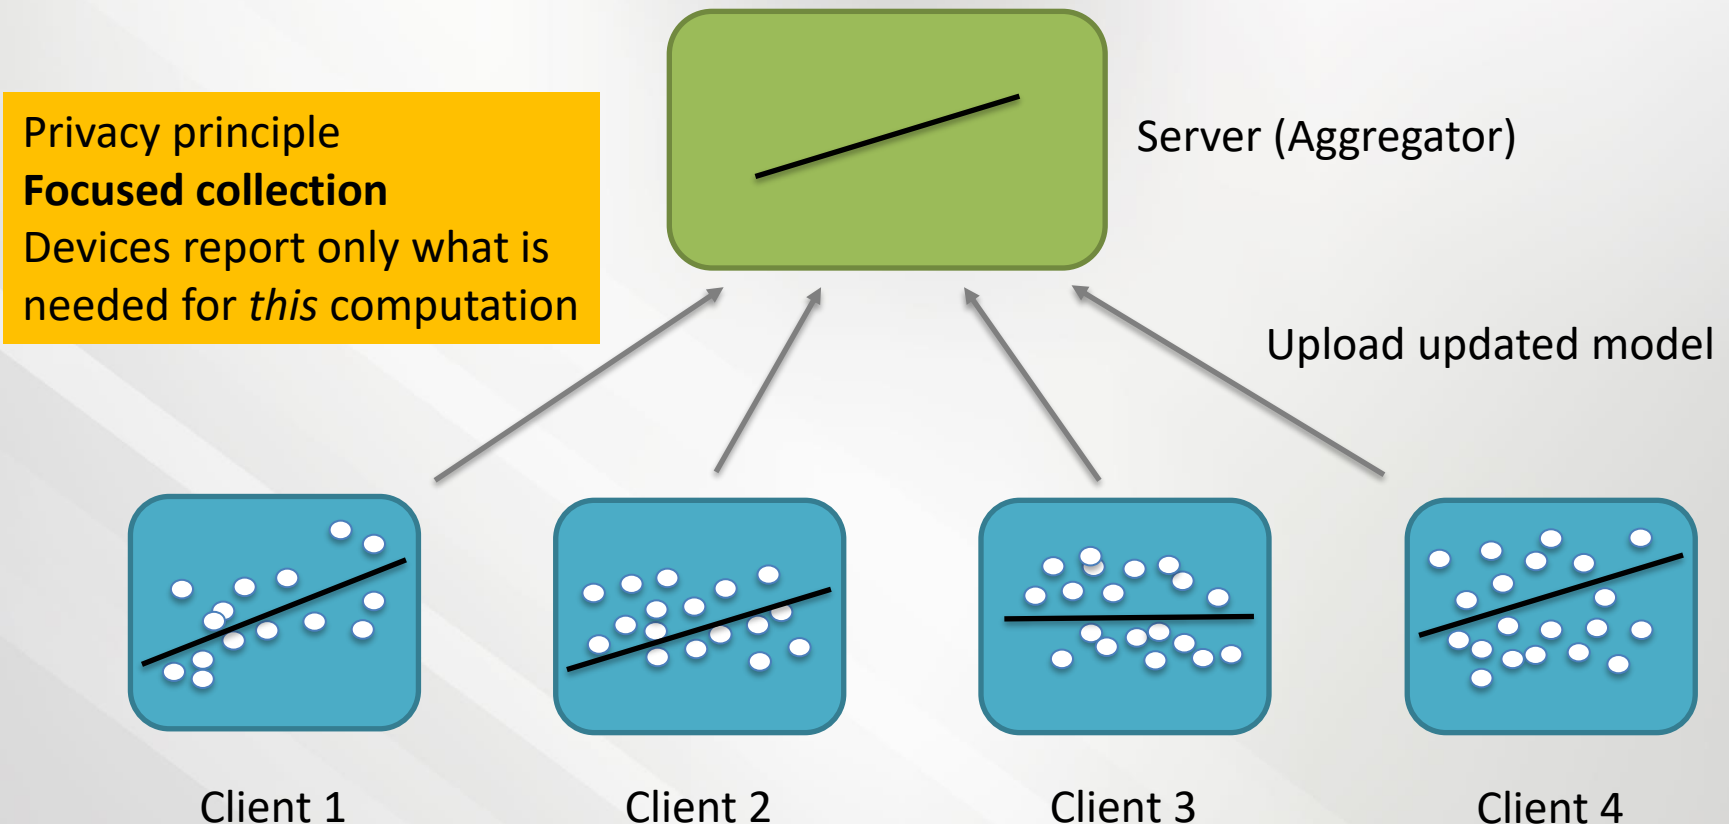 Privacy principle
Focused collection
Devices report only what is
needed for this computation
Server (Aggregator)
Upload updated model
Client 1
Client 2
Client 3
Client 4